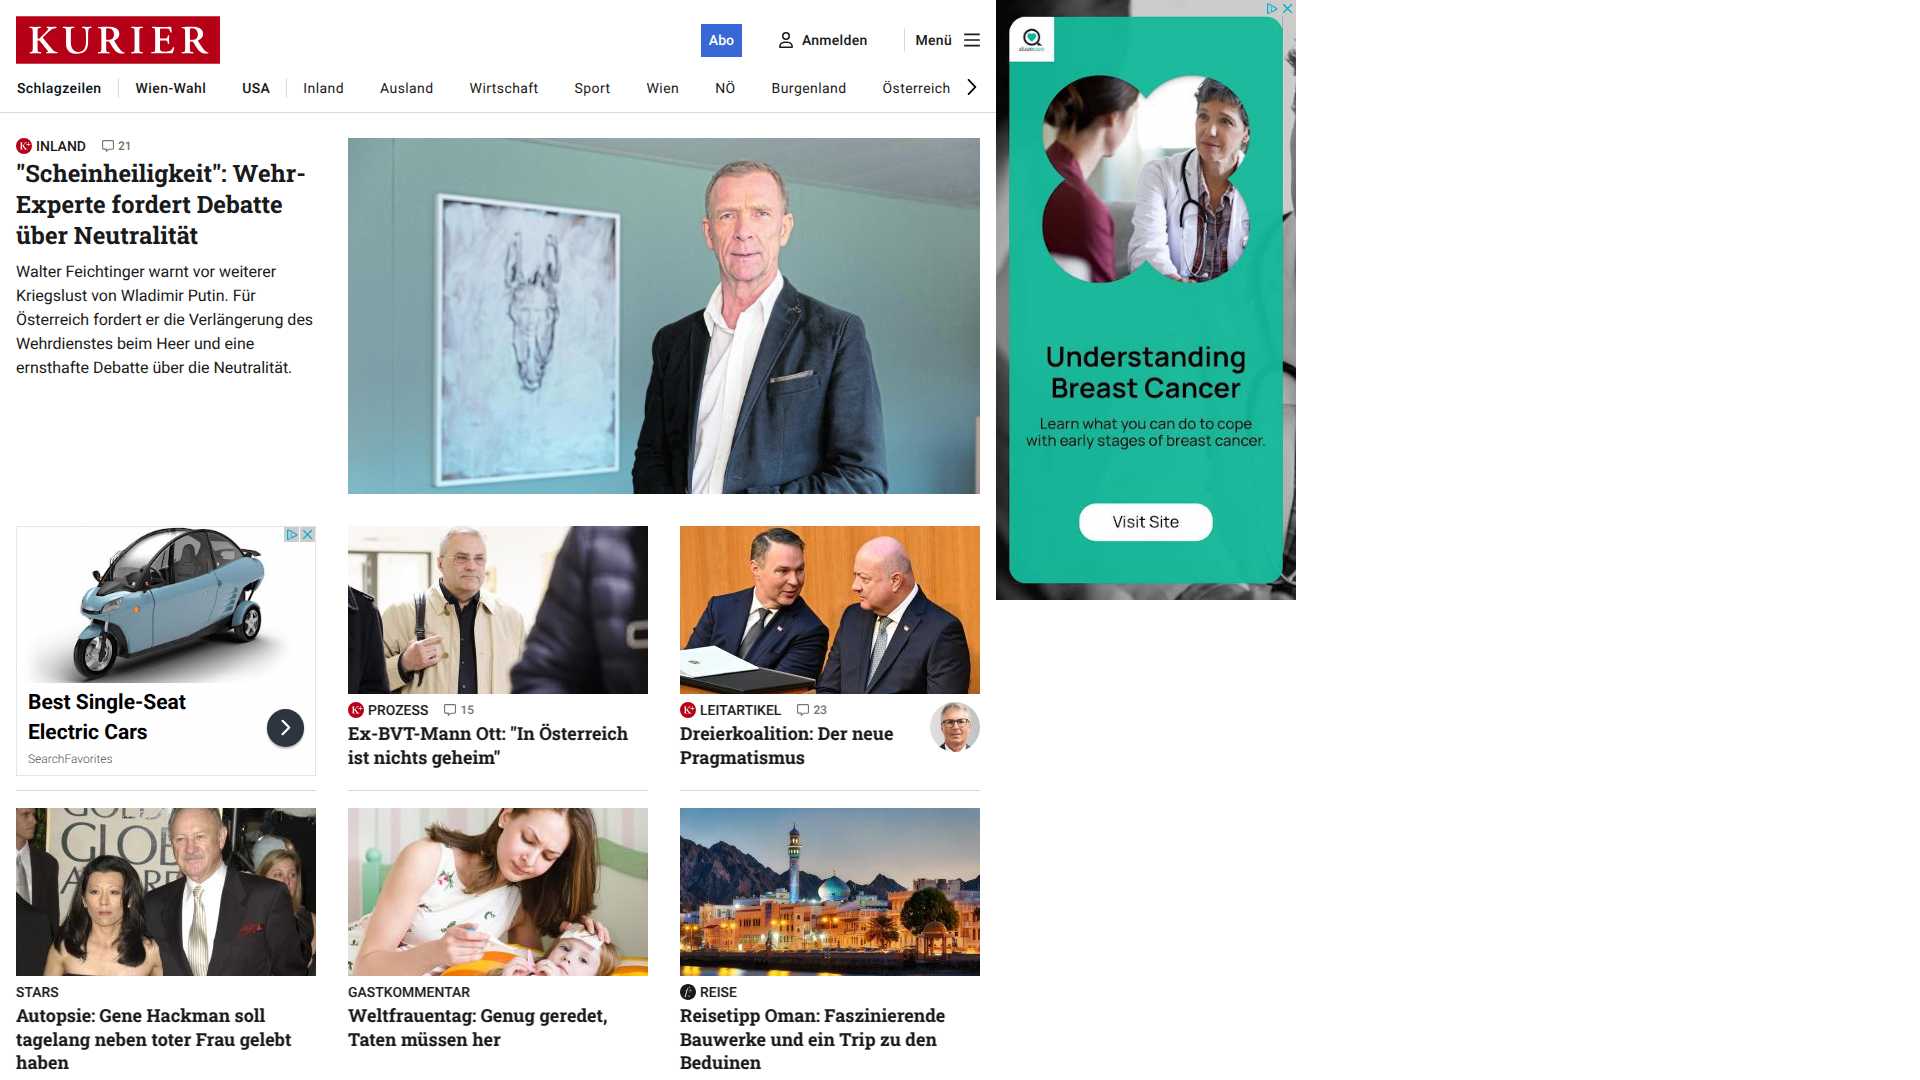 KURIER
Abo
Anmelden
Menü
Schlagzeilen
Wien-Wahl
USA
Inland
Ausland
Wirtschaft
Sport
Wien
NÖ
Burgenland
Österreich
INLAND 21
"Scheinheiligkeit": Wehr-
Experte fordert Debatte
über Neutralität
Walter Feichtinger warnt vor weiterer
Kriegslust von Wladimir Putin. Für
Österreich fordert er die Verlängerung des
Wehrdienstes beim Heer und eine
ernsthafte Debatte über die Neutralität.
Understanding
Breast Cancer
Learn what you can do to cope
with early stages of breast cancer.
Visit Site
Best Single-Seat
Electric Cars
SearchFavorites
K+ PROZESS 15
Ex-BVT-Mann Ott: "In Österreich
ist nichts geheim"
K+ LEITARTIKEL 23
Dreierkoalition: Der neue
Pragmatismus
STARS
Autopsie: Gene Hackman soll
tagelang neben toter Frau gelebt
haben
GASTKOMMENTAR
Weltfrauentag: Genug geredet,
Taten müssen her
REISE
Reisetipp Oman: Faszinierende
Bauwerke und ein Trip zu den
Beduinen